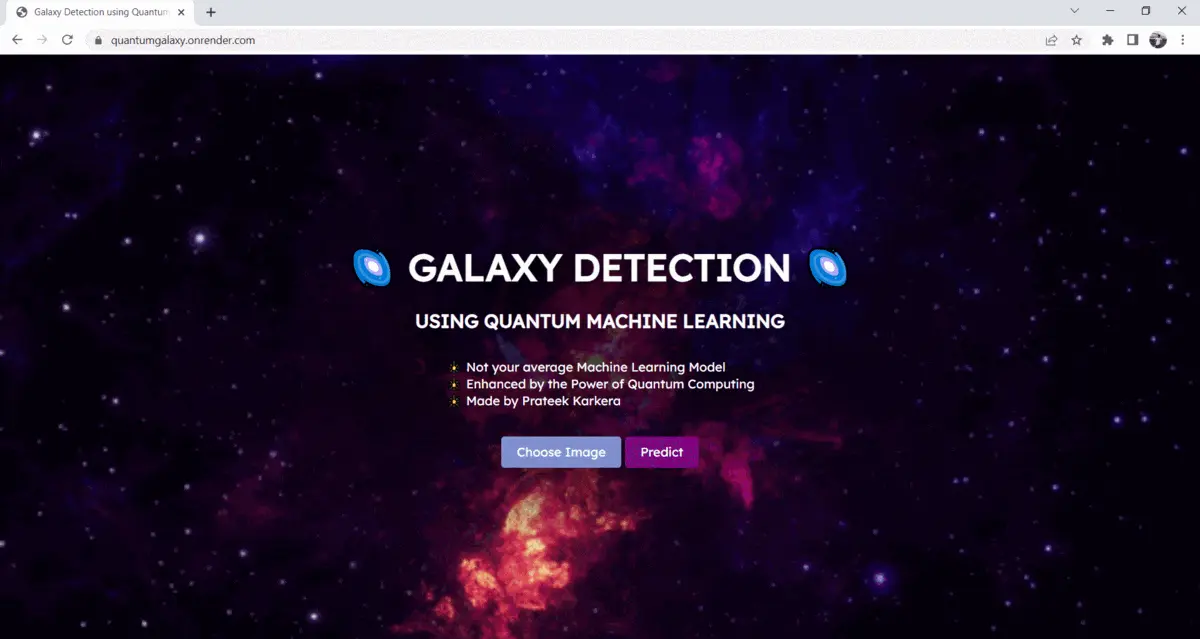 Galaxy Detection using Quantum
quantumgalaxy.onrender.com
GALAXY DETECTION
USING QUANTUM MACHINE LEARNING
Not your average Machine Learning Model
Enhanced by the Power of Quantum Computing
Made by Prateek Karkera
Choose Image Predict